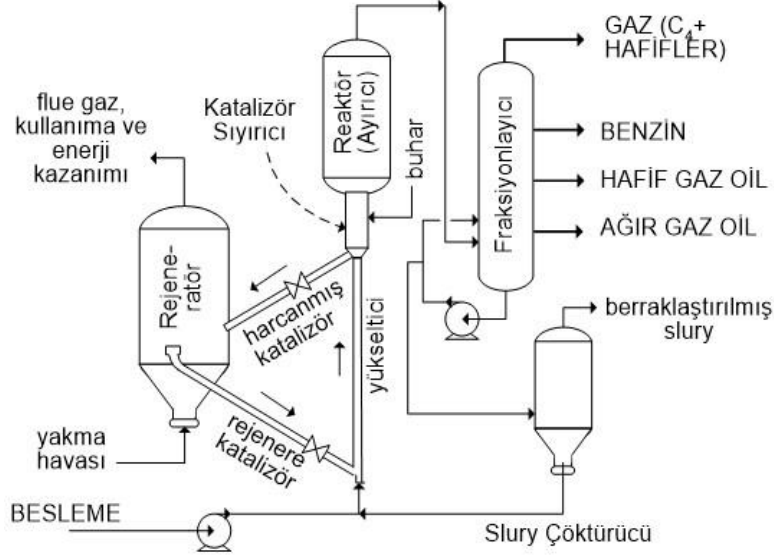 GAZ (C4+
HAFİFLER)
flue gaz,
kullanıma ve
enerji
kazanımı
Katalizör
Sıyırıcı
Reaktör
(Ayırıcı)
buhar
Fraksiyonlayıcı
BENZİN
HAFİF GAZ OİL
AĞIR GAZ OİL
Rejene-
ratör
harcanmış
katalizör
yükseltici
berraklaştırılmış
slury
rejenere
katalizör
yakma
havası
BESLEME
Slury Çöktürücü